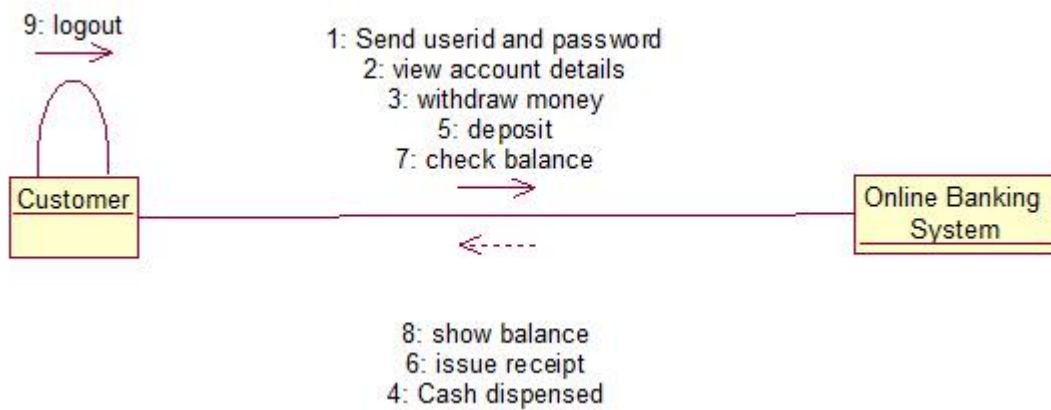 9: logout
1: Send userid and password
2: view account details
3: withdraw money
5: deposit
7: check balance
Customer
Online Banking
System
8: show balance
6: issue receipt
4: Cash dispensed